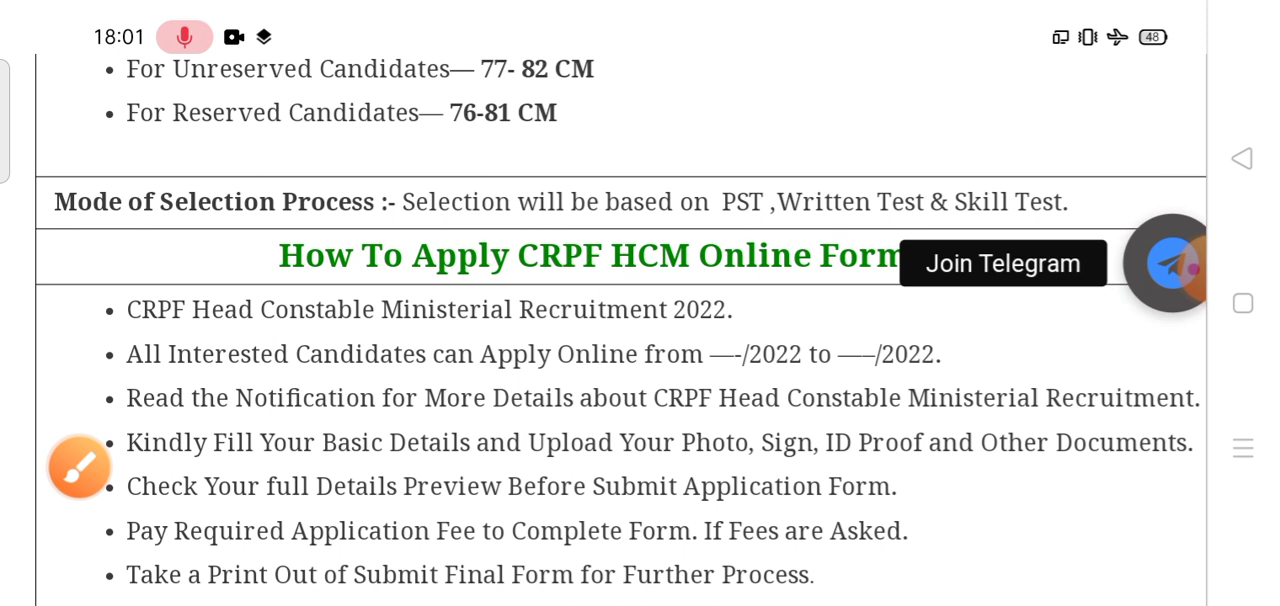 18:01
48
For Unreserved Candidates— 77- 82 CM
For Reserved Candidates— 76-81 CM
Mode of Selection Process :- Selection will be based on PST ,Written Test & Skill Test.
How To Apply CRPF HCM Online Form
Join Telegram
CRPF Head Constable Ministerial Recruitment 2022.
All Interested Candidates can Apply Online from —-/2022 to —–/2022.
Read the Notification for More Details about CRPF Head Constable Ministerial Recruitment.
Kindly Fill Your Basic Details and Upload Your Photo, Sign, ID Proof and Other Documents.
Check Your full Details Preview Before Submit Application Form.
Pay Required Application Fee to Complete Form. If Fees are Asked.
Take a Print Out of Submit Final Form for Further Process.